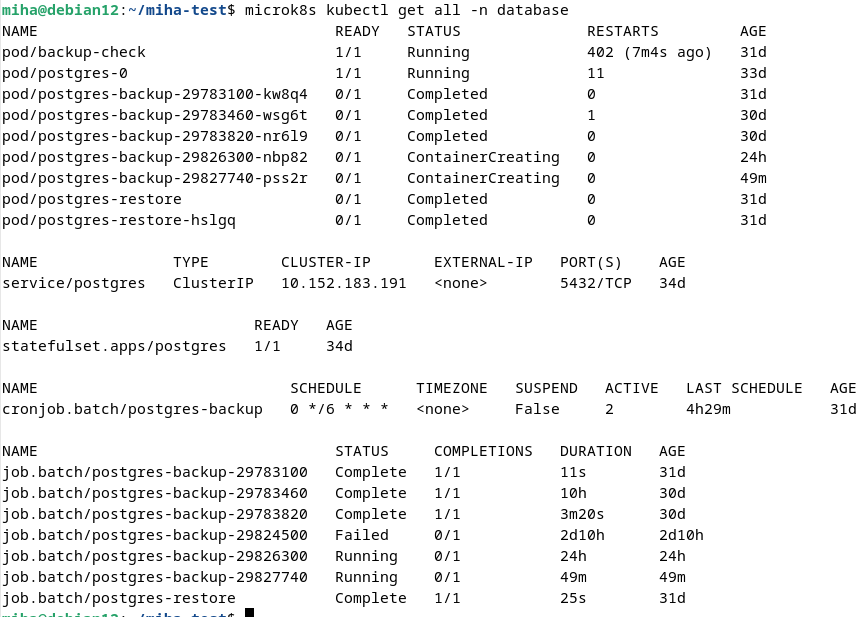 miha@debian12:~/miha-test$ microk8s kubectl get all -n database
NAME                                 READY   STATUS              RESTARTS         AGE
pod/backup-check                     1/1     Running             402 (7m4s ago)   31d
pod/postgres-0                       1/1     Running             11               33d
pod/postgres-backup-29783100-kw8q4   0/1     Completed           0                31d
pod/postgres-backup-29783460-wsg6t   0/1     Completed           1                30d
pod/postgres-backup-29783820-nr6l9   0/1     Completed           0                30d
pod/postgres-backup-29826300-nbp82   0/1     ContainerCreating   0                24h
pod/postgres-backup-29827740-pss2r   0/1     ContainerCreating   0                49m
pod/postgres-restore                 0/1     Completed           0                31d
pod/postgres-restore-hslgq           0/1     Completed           0                31d
NAME               TYPE        CLUSTER-IP       EXTERNAL-IP   PORT(S)    AGE
service/postgres   ClusterIP   10.152.183.191   <none>        5432/TCP   34d
NAME                        READY   AGE
statefulset.apps/postgres   1/1     34d
NAME                            SCHEDULE      TIMEZONE   SUSPEND   ACTIVE   LAST SCHEDULE   AGE
cronjob.batch/postgres-backup   0 */6 * * *   <none>     False     2        4h29m           31d
NAME                                 STATUS     COMPLETIONS   DURATION   AGE
job.batch/postgres-backup-29783100   Complete   1/1           11s        31d
job.batch/postgres-backup-29783460   Complete   1/1           10h        30d
job.batch/postgres-backup-29783820   Complete   1/1           3m20s      30d
job.batch/postgres-backup-29824500   Failed     0/1           2d10h      2d10h
job.batch/postgres-backup-29826300   Running    0/1           24h        24h
job.batch/postgres-backup-29827740   Running    0/1           49m        49m
job.batch/postgres-restore           Complete   1/1           25s        31d
miha@debian12:~/miha-test$